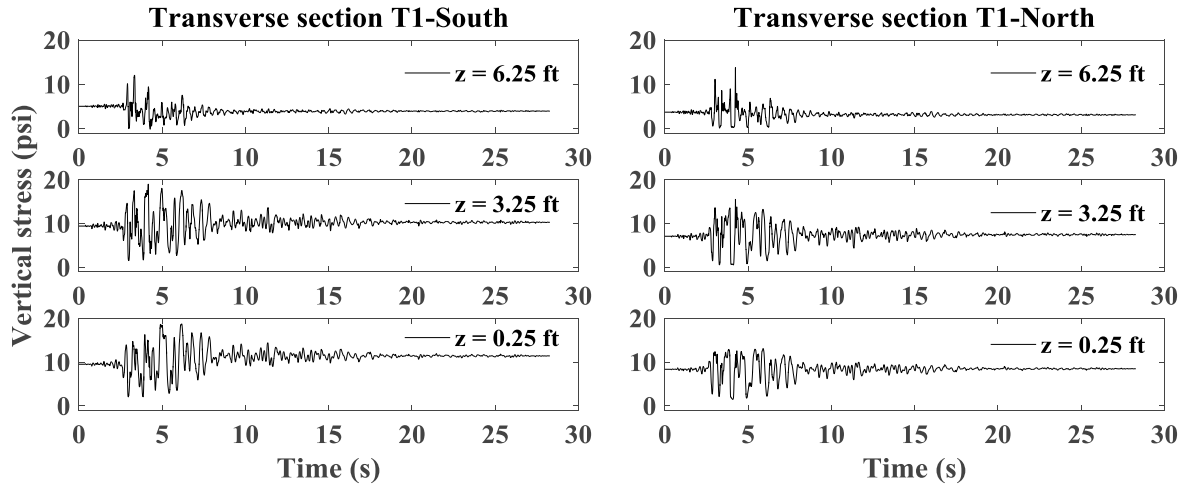 Transverse section T1-South
Transverse section T1-North
Vertical stress (psi)
20
10
0
z = 6.25 ft
0 5 10 15 20 25 30
20
10
0
z = 6.25 ft
0 5 10 15 20 25 30
20
10
0
z = 3.25 ft
0 5 10 15 20 25 30
20
10
0
z = 3.25 ft
0 5 10 15 20 25 30
20
10
0
z = 0.25 ft
0 5 10 15 20 25 30
20
10
0
z = 0.25 ft
0 5 10 15 20 25 30
Time (s)
Time (s)